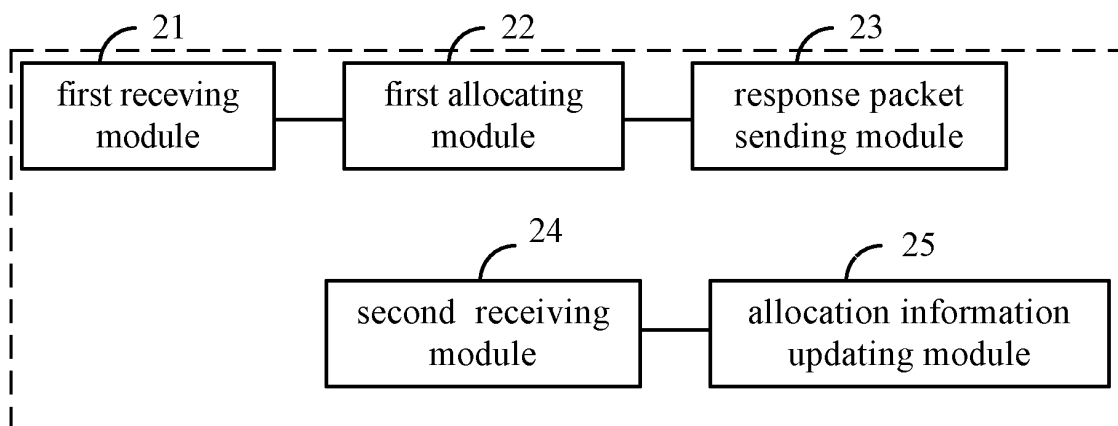 21
22
23
first receving
module
first allocating
module
response packet
sending module
24
25
second receiving
module
allocation information
updating module